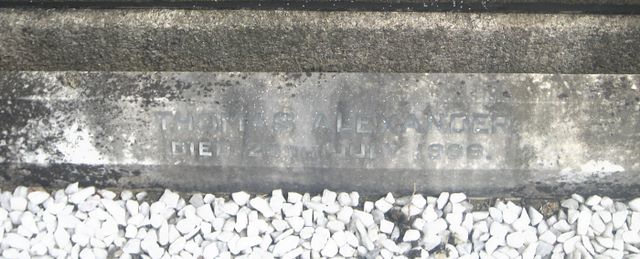 THOMAS ALEXANDER
DIED JULY